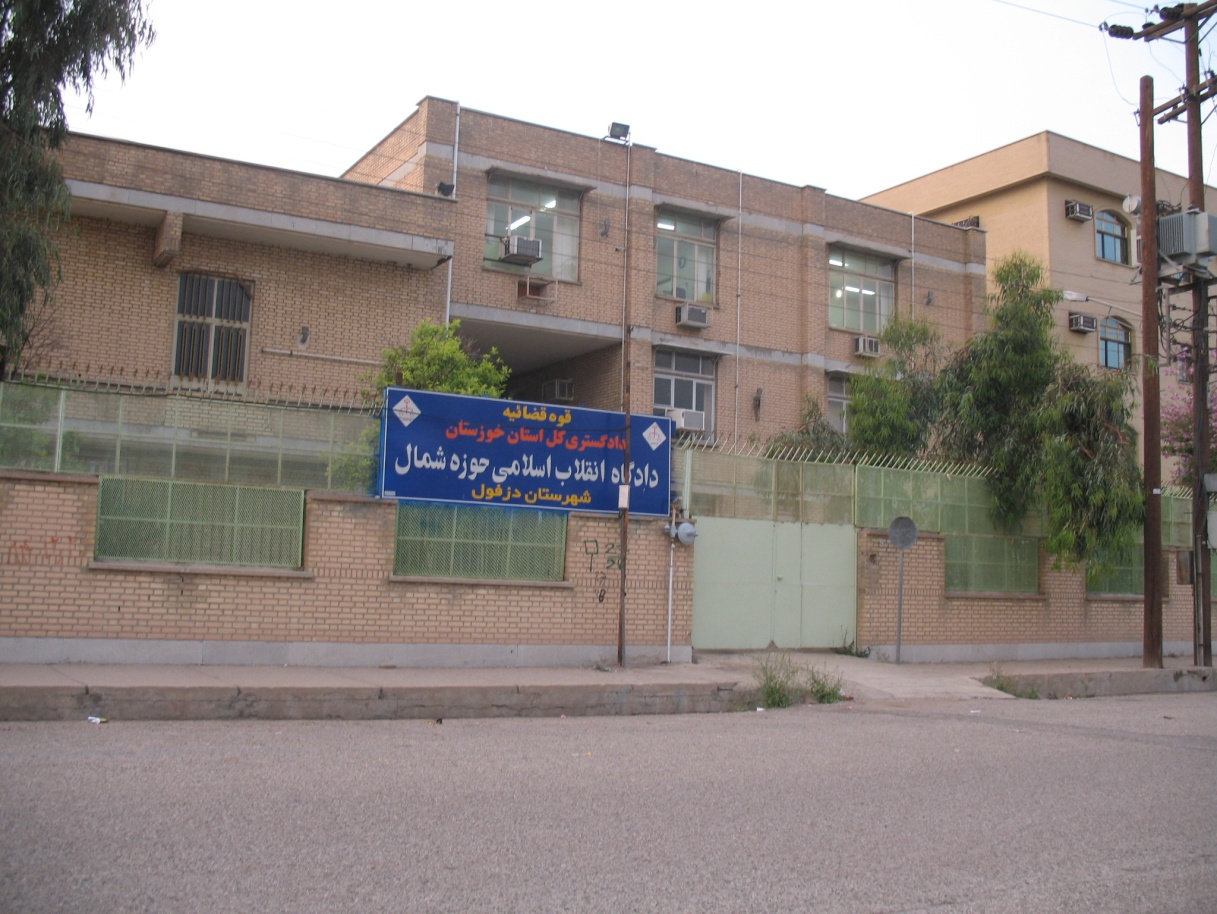 قوه قضائیه
دادگستری کل استان خوزستان
دادگاه انقلاب اسلامی حوزه شمال
شهرستان دزفول